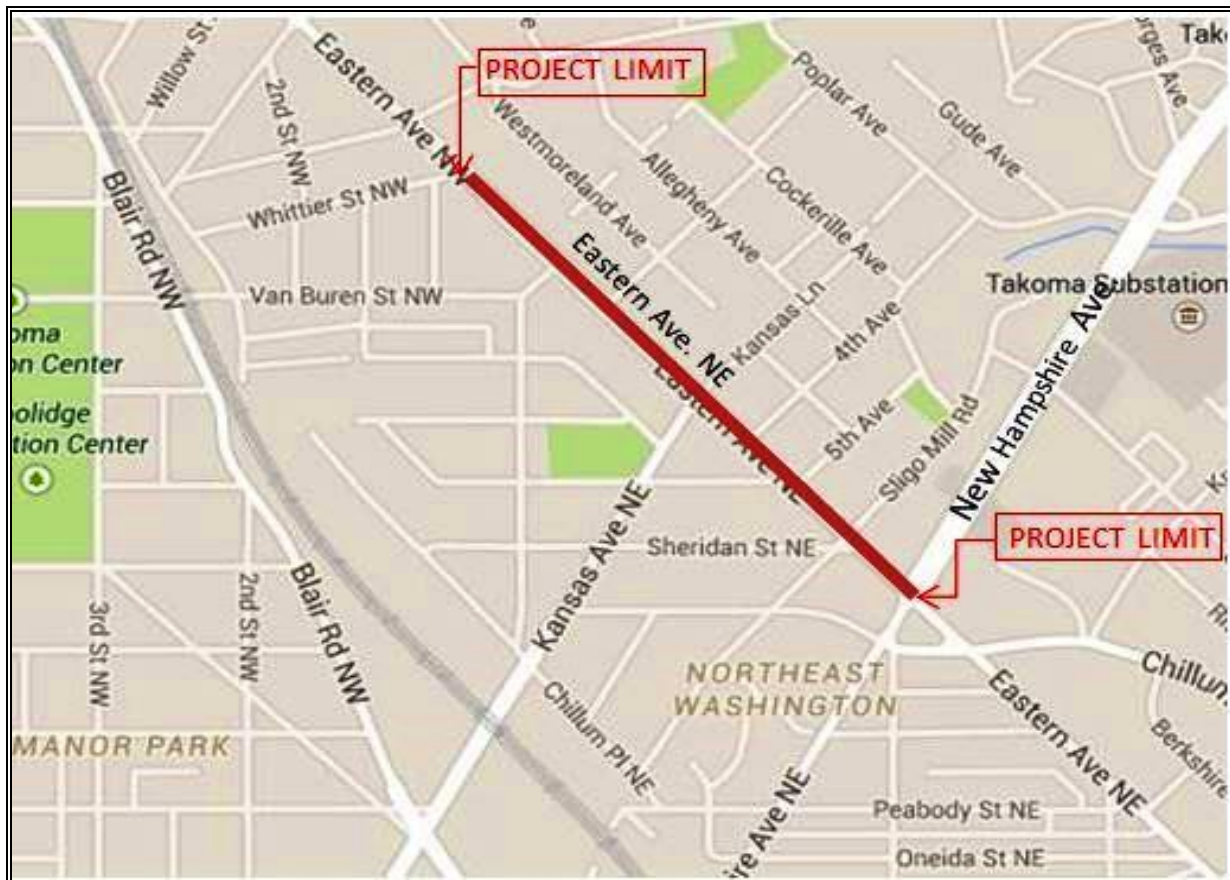 Willow St.
Eastern Ave NW
PROJECT LIMIT
Poplar Ave
Tak
orges Ave
2nd St NW
Westmoreland Ave
Gude Ave
Allegheny Ave
Cockerille Ave
Blair Rd NW
Whittier St NW
Eastern Ave. NE
Van Buren St NW
Kansas Ln
4th Ave
Takoma Substation
New Hampshire Ave.
oma
on Center
oolidge
tion Center
Eastern Ave NE
5th Ave
Sligo Mill Rd
PROJECT LIMIT
Sheridan St NE
Kansas Ave NE
3rd St NW
2nd St NW
Blair Rd NW
NORTHEAST
WASHINGTON
Chillum
Eastern Ave NE
Chillum Pl NE
Berkshire
MANOR PARK
ire Ave NE
Peabody St NE
Oneida St NE